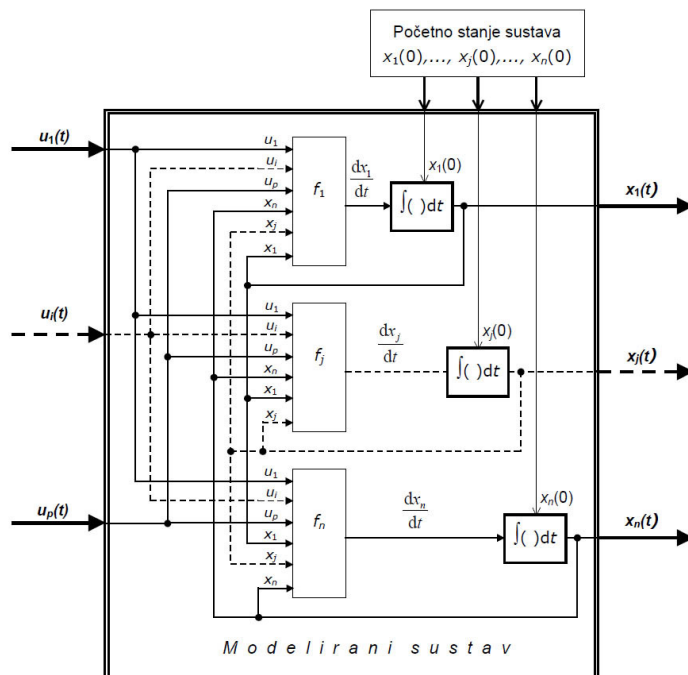 Početno stanje sustava
x₁(0),..., xⱼ(0),..., xₙ(0)
u₁(t)
u₁
uᵢ
uₚ
xₙ
xⱼ
x₁
f₁
dx₁
dt
x₁(0)
∫( )dt
x₁(t)
uᵢ(t)
u₁
uᵢ
uₚ
xₙ
x₁
xⱼ
fⱼ
dxⱼ
dt
xⱼ(0)
∫( )dt
xⱼ(t)
uₚ(t)
u₁
uᵢ
uₚ
x₁
xⱼ
xₙ
fₙ
dxₙ
dt
xₙ(0)
∫( )dt
xₙ(t)
Modelirani sustav